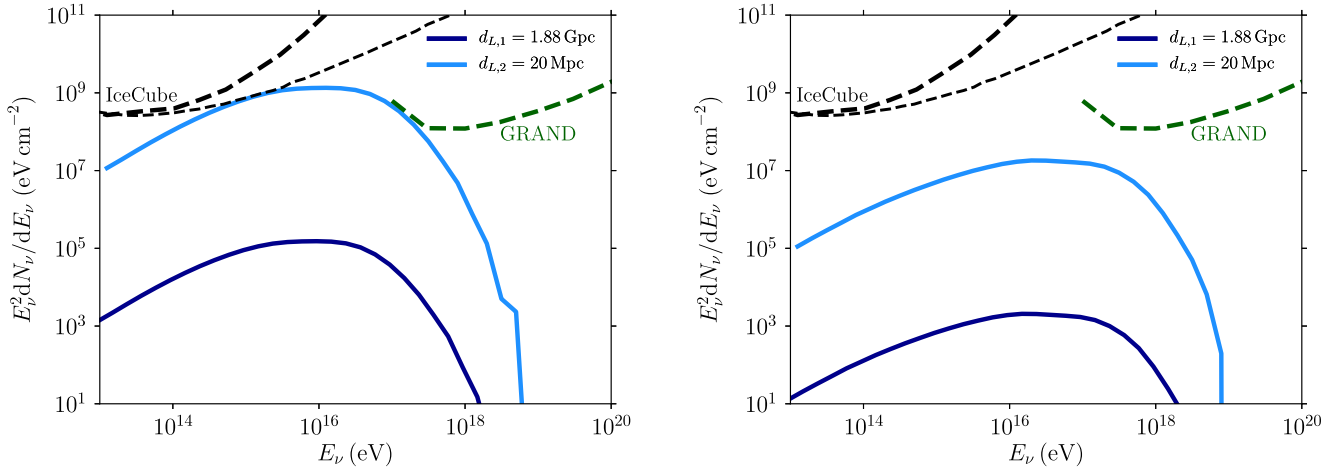 10^11
10^9
10^7
10^5
10^3
10^1
E_ν^2 dN_ν/dE_ν (eV cm^−2)
IceCube
d_{L,1} = 1.88 Gpc
d_{L,2} = 20 Mpc
GRAND
10^14 10^16 10^18 10^20
E_ν (eV)
10^11
10^9
10^7
10^5
10^3
10^1
E_ν^2 dN_ν/dE_ν (eV cm^−2)
IceCube
d_{L,1} = 1.88 Gpc
d_{L,2} = 20 Mpc
GRAND
10^14 10^16 10^18 10^20
E_ν (eV)